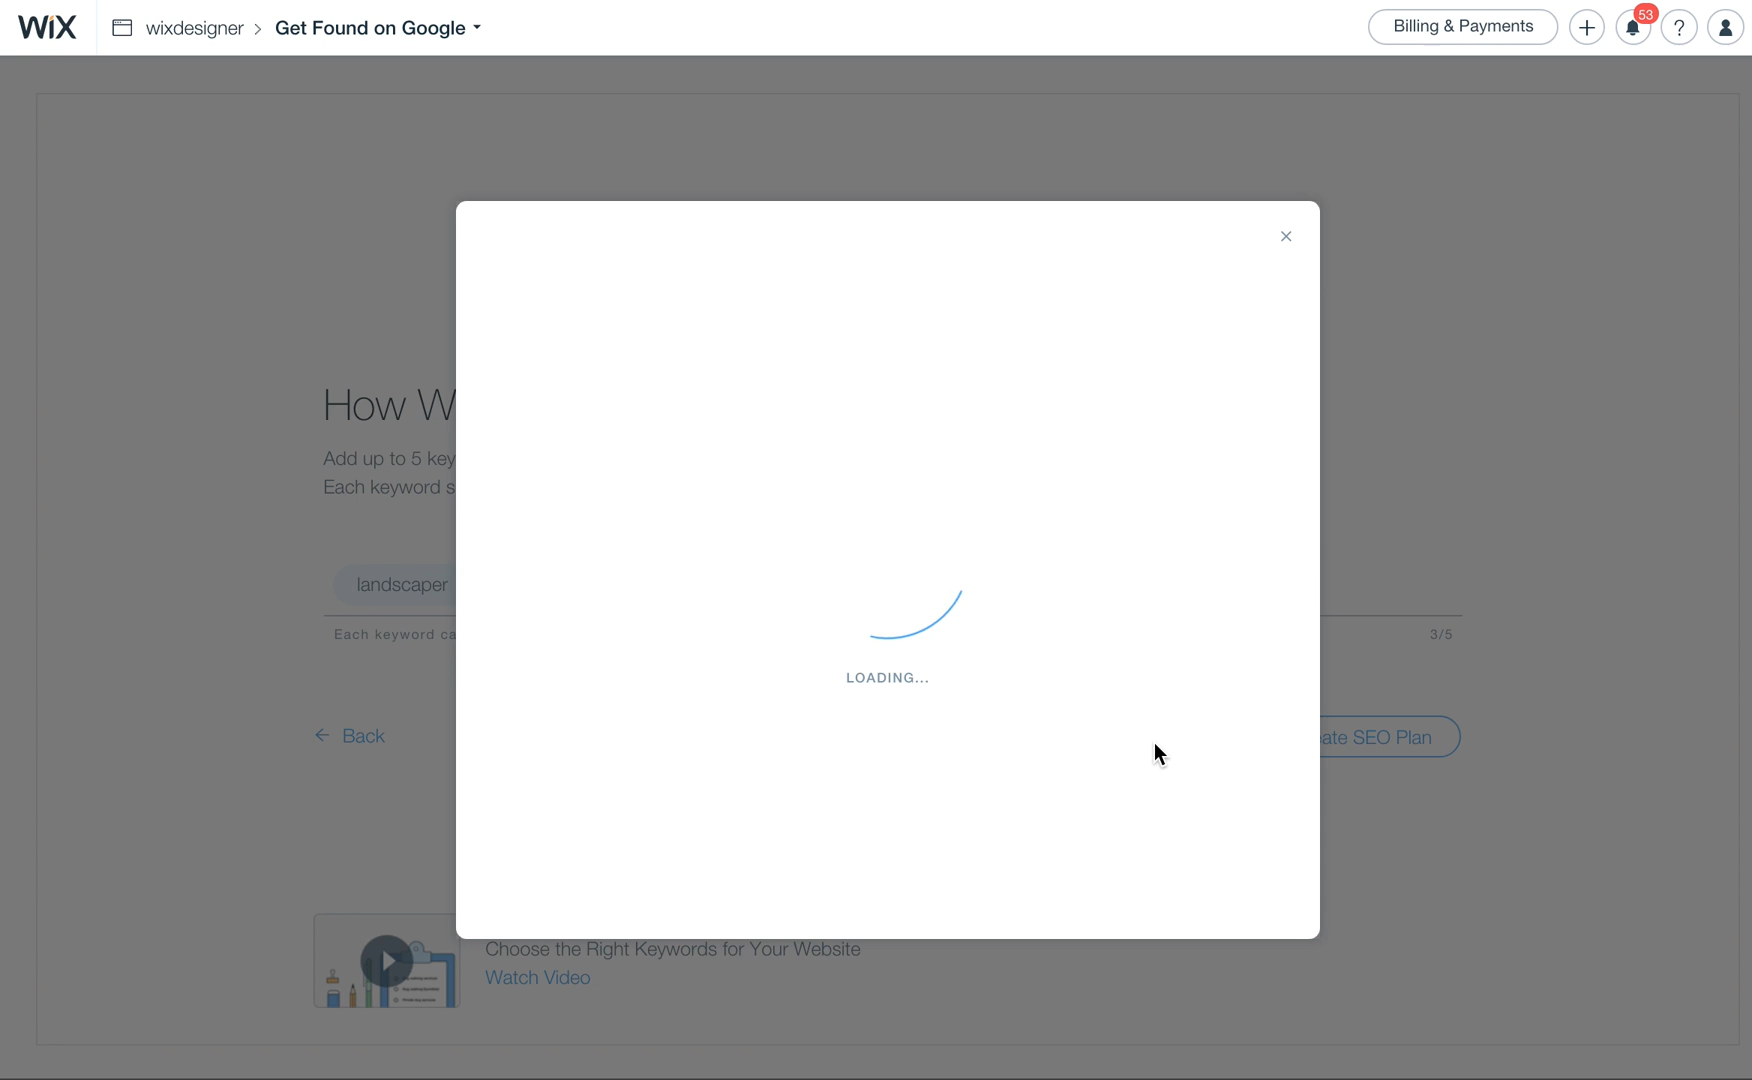 WiX
wixdesigner > Get Found on Google
Billing & Payments
53
?
How W
Add up to 5 key
Each keyword s
landscaper
Each keyword ca
3/5
LOADING...
Back
eate SEO Plan
Choose the Right Keywords for Your Website
Watch Video